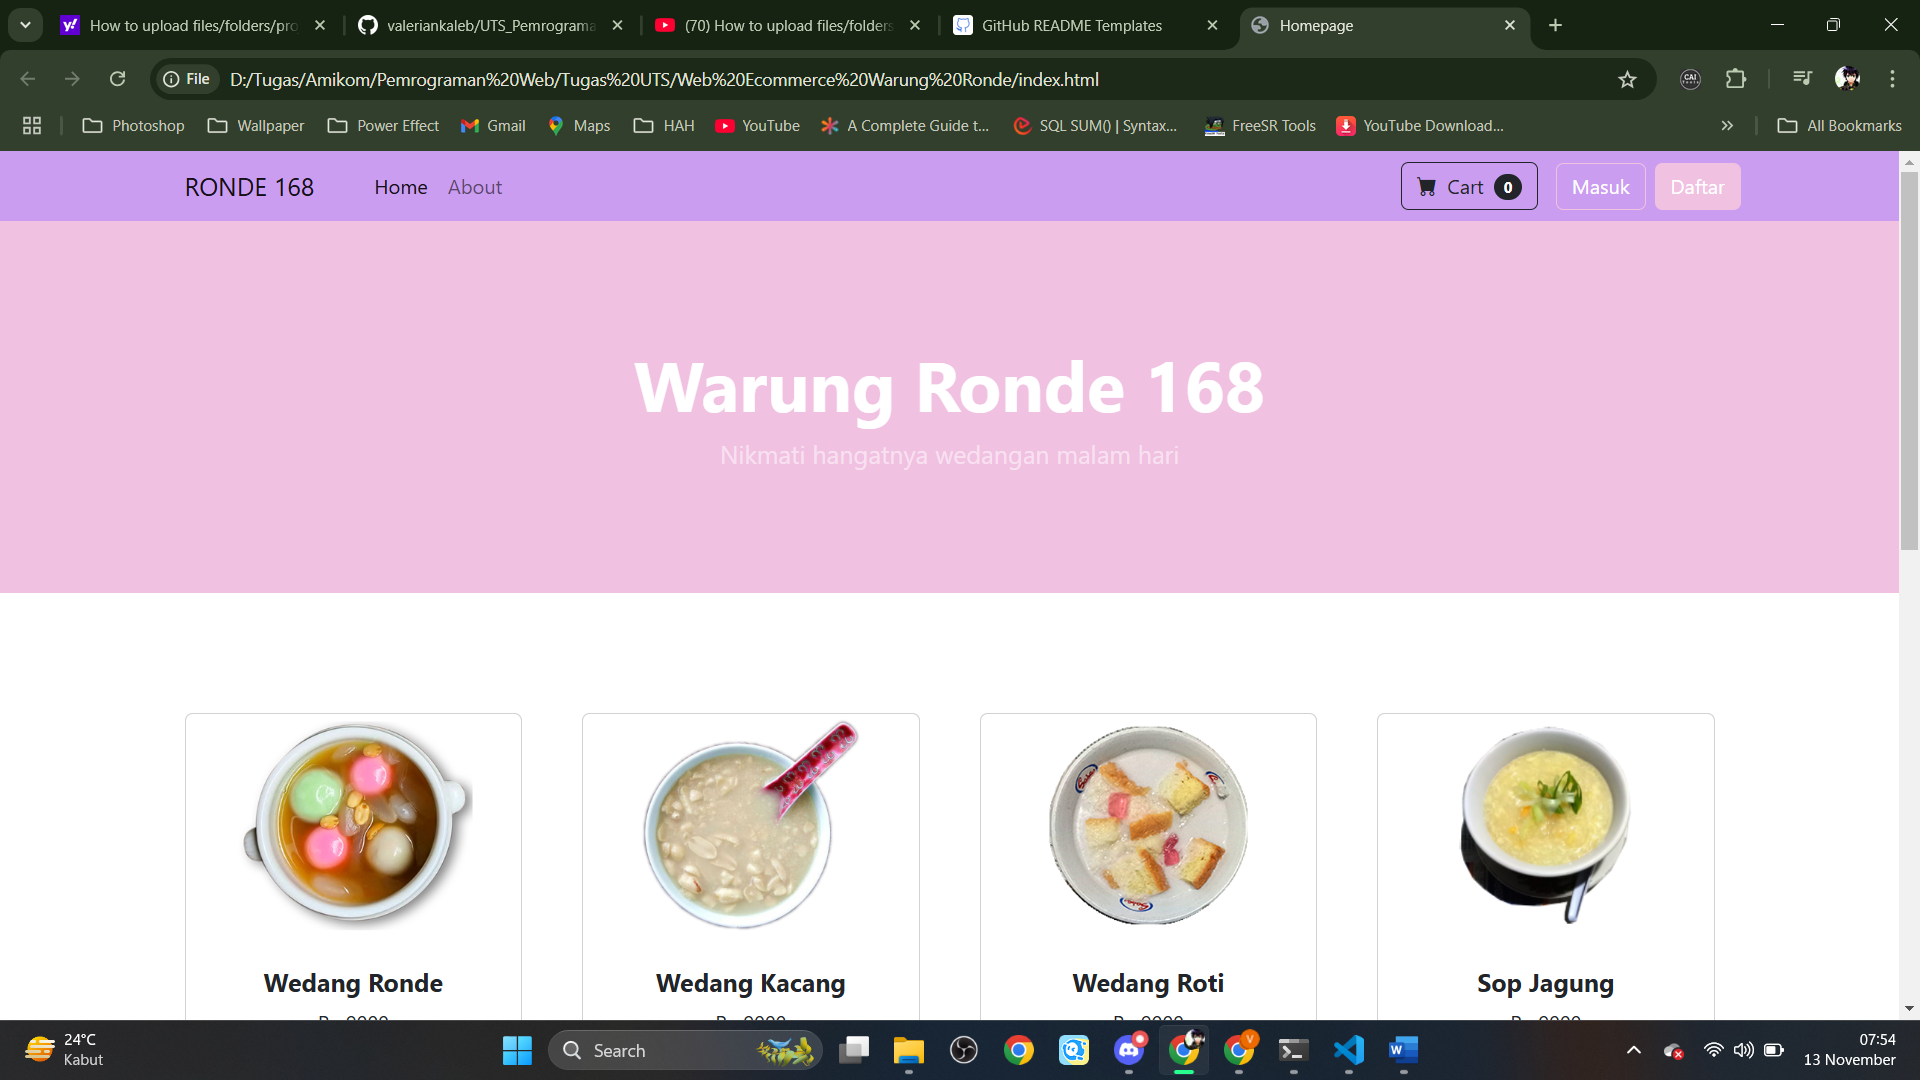 How to upload files/folders/pro
valeriankaleb/UTS_Pemrograma
(70) How to upload files/folders
GitHub README Templates
Homepage
File
D:/Tugas/Amikom/Pemrograman%20Web/Tugas%20UTS/Web%20Ecommerce%20Warung%20Ronde/index.html
Photoshop
Wallpaper
Power Effect
Gmail
Maps
HAH
YouTube
A Complete Guide t...
SQL SUM() | Syntax...
FreeSR Tools
YouTube Download...
All Bookmarks
RONDE 168
Home
About
Cart 0
Masuk
Daftar
Warung Ronde 168
Nikmati hangatnya wedangan malam hari
Wedang Ronde
Wedang Kacang
Wedang Roti
Sop Jagung
24°C
Kabut
Search
07:54
13 November